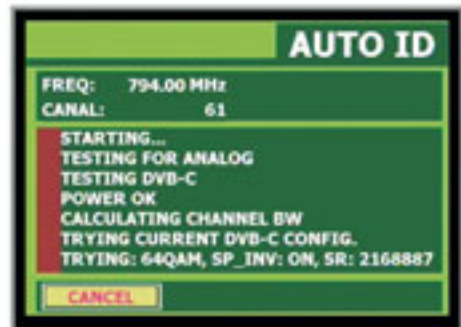 AUTO ID
FREQ: 794.00 MHz
CANAL: 61
STARTING...
TESTING FOR ANALOG
TESTING DVB-C
POWER OK
CALCULATING CHANNEL BW
TRYING CURRENT DVB-C CONFIG.
TRYING: 64QAM, SP_INV: ON, SR: 2168887
CANCEL